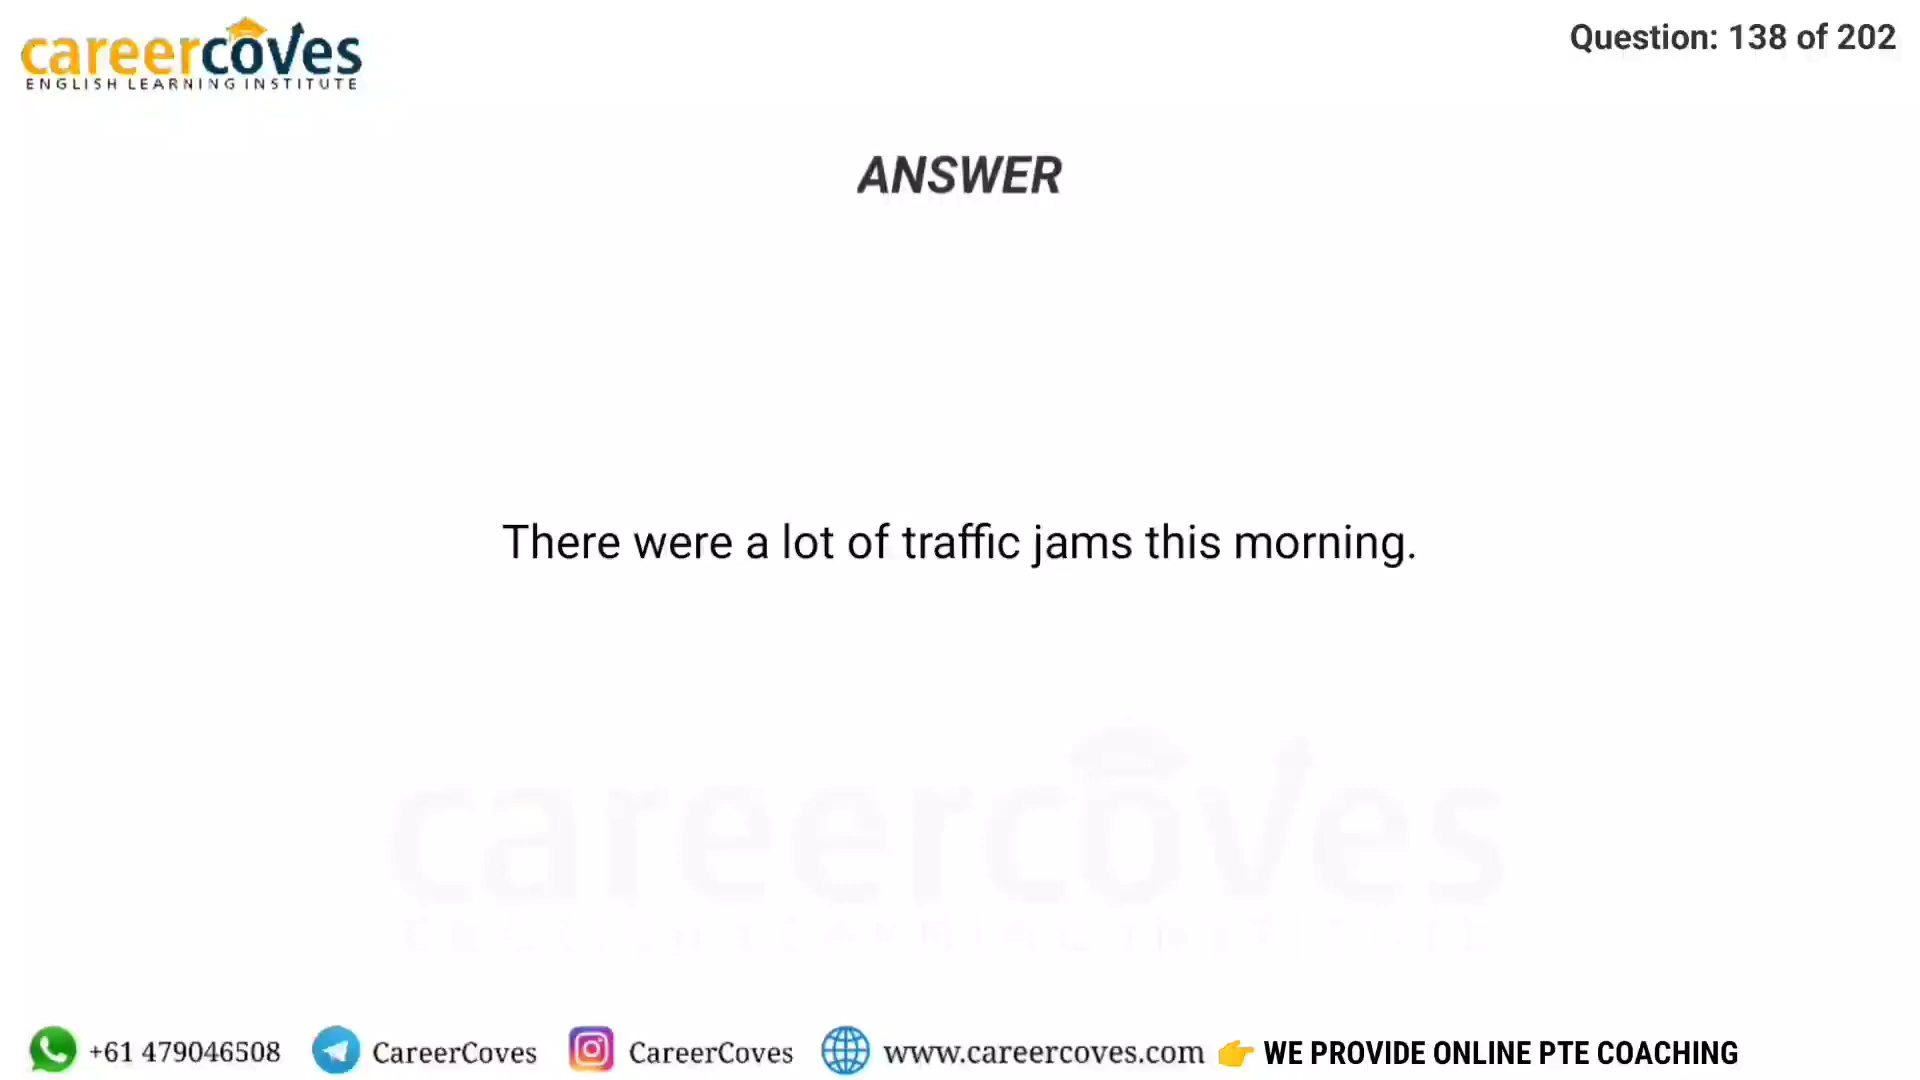 careercoves
ENGLISH LEARNING INSTITUTE
Question: 138 of 202
ANSWER
There were a lot of traffic jams this morning.
careercoves
+61 479046508
CareerCoves
CareerCoves
www.careercoves.com
WE PROVIDE ONLINE PTE COACHING